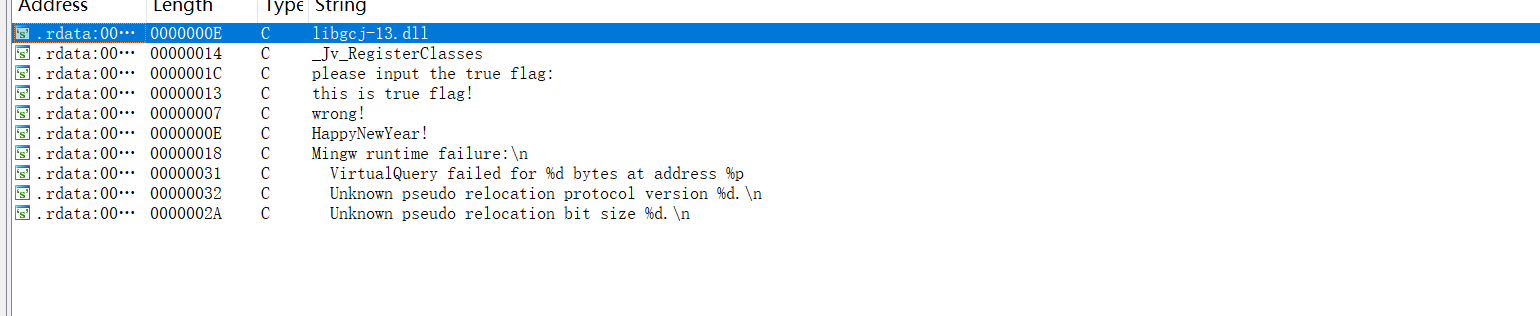 Address Length Type String
.rdata:00··· 0000000E C libgcj-13.dll
.rdata:00··· 00000014 C _Jv_RegisterClasses
.rdata:00··· 0000001C C please input the true flag:
.rdata:00··· 00000013 C this is true flag!
.rdata:00··· 00000007 C wrong!
.rdata:00··· 0000000E C HappyNewYear!
.rdata:00··· 00000018 C Mingw runtime failure:\n
.rdata:00··· 00000031 C VirtualQuery failed for %d bytes at address %p
.rdata:00··· 00000032 C Unknown pseudo relocation protocol version %d.\n
.rdata:00··· 0000002A C Unknown pseudo relocation bit size %d.\n